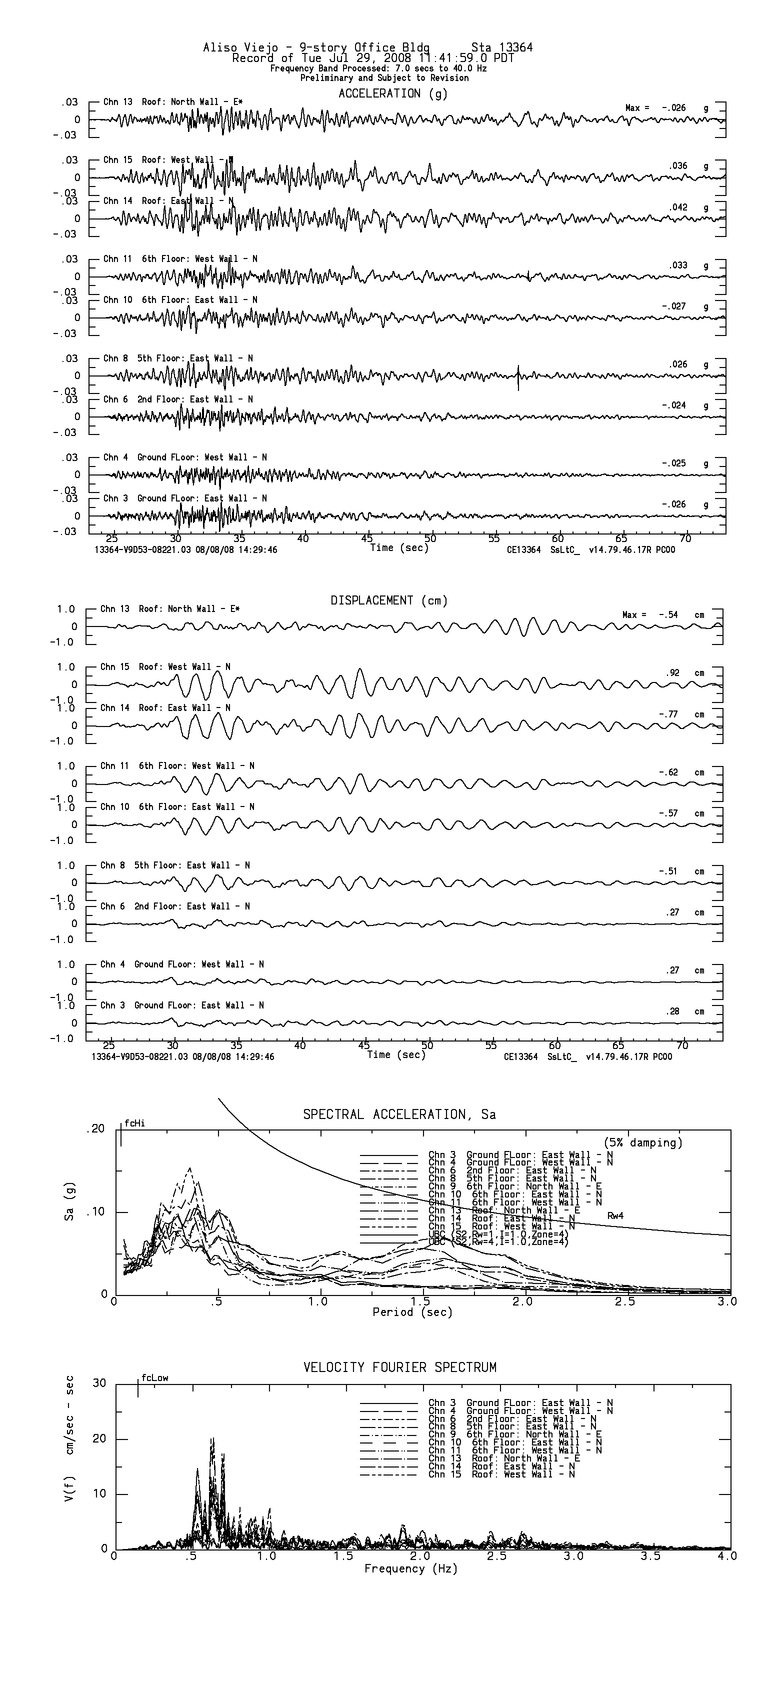 Aliso Viejo - 9-story Office Bldg Sta 13364
Record of Tue Jul 29, 2008 11:41:59.0 PDT
Frequency Band Processed: 7.0 secs to 40.0 Hz
Preliminary and Subject to Revision
ACCELERATION (g)
.03 Chn 13 Roof: North Wall - E* Max = -.026 g
0
-.03
.03 Chn 15 Roof: West Wall - N .036 g
0
-.03
.03 Chn 14 Roof: East Wall - N .042 g
0
-.03
.03 Chn 11 6th Floor: West Wall - N .033 g
0
-.03
.03 Chn 10 6th Floor: East Wall - N -.027 g
0
-.03
.03 Chn 8 5th Floor: East Wall - N .026 g
0
-.03
.03 Chn 6 2nd Floor: East Wall - N -.024 g
0
-.03
.03 Chn 4 Ground FLoor: West Wall - N -.025 g
0
-.03
.03 Chn 3 Ground FLoor: East Wall - N -.026 g
0
-.03
25 30 35 40 45 50 55 60 65 70
13364-V9D53-08221.03 08/08/08 14:29:46 Time (sec) CE13364 SsLtC_ v14.79.46.17R PC00
DISPLACEMENT (cm)
1.0 Chn 13 Roof: North Wall - E* Max = -.54 cm
0
-1.0
1.0 Chn 15 Roof: West Wall - N .92 cm
0
-1.0
1.0 Chn 14 Roof: East Wall - N -.77 cm
0
-1.0
1.0 Chn 11 6th Floor: West Wall - N -.62 cm
0
-1.0
1.0 Chn 10 6th Floor: East Wall - N -.57 cm
0
-1.0
1.0 Chn 8 5th Floor: East Wall - N -.51 cm
0
-1.0
1.0 Chn 6 2nd Floor: East Wall - N .27 cm
0
-1.0
1.0 Chn 4 Ground FLoor: West Wall - N .27 cm
0
-1.0
1.0 Chn 3 Ground FLoor: East Wall - N .28 cm
0
-1.0
25 30 35 40 45 50 55 60 65 70
13364-V9D53-08221.03 08/08/08 14:29:46 Time (sec) CE13364 SsLtC_ v14.79.46.17R PC00
SPECTRAL ACCELERATION, Sa
fcHi
.20
(5% damping)
Chn 3 Ground FLoor: East Wall - N
Chn 4 Ground FLoor: West Wall - N
Chn 6 2nd Floor: East Wall - N
Chn 8 5th Floor: East Wall - N
Chn 9 6th Floor: North Wall - E
Chn 10 6th Floor: East Wall - N
Chn 11 6th Floor: West Wall - N
Chn 13 Roof: North Wall - E
Chn 14 Roof: East Wall - N
Chn 15 Roof: West Wall - N
UBC (S2,Rw=1,I=1.0,Zone=4)
UBC (S2,Rw=4,I=1.0,Zone=4)
Rw4
Sa (g)
.10
0
0 .5 1.0 1.5 2.0 2.5 3.0
Period (sec)
VELOCITY FOURIER SPECTRUM
fcLow
30
Chn 3 Ground FLoor: East Wall - N
Chn 4 Ground FLoor: West Wall - N
Chn 6 2nd Floor: East Wall - N
Chn 8 5th Floor: East Wall - N
Chn 9 6th Floor: North Wall - E
Chn 10 6th Floor: East Wall - N
Chn 11 6th Floor: West Wall - N
Chn 13 Roof: North Wall - E
Chn 14 Roof: East Wall - N
Chn 15 Roof: West Wall - N
V(f) cm/sec - sec
20
10
0
0 .5 1.0 1.5 2.0 2.5 3.0 3.5 4.0
Frequency (Hz)